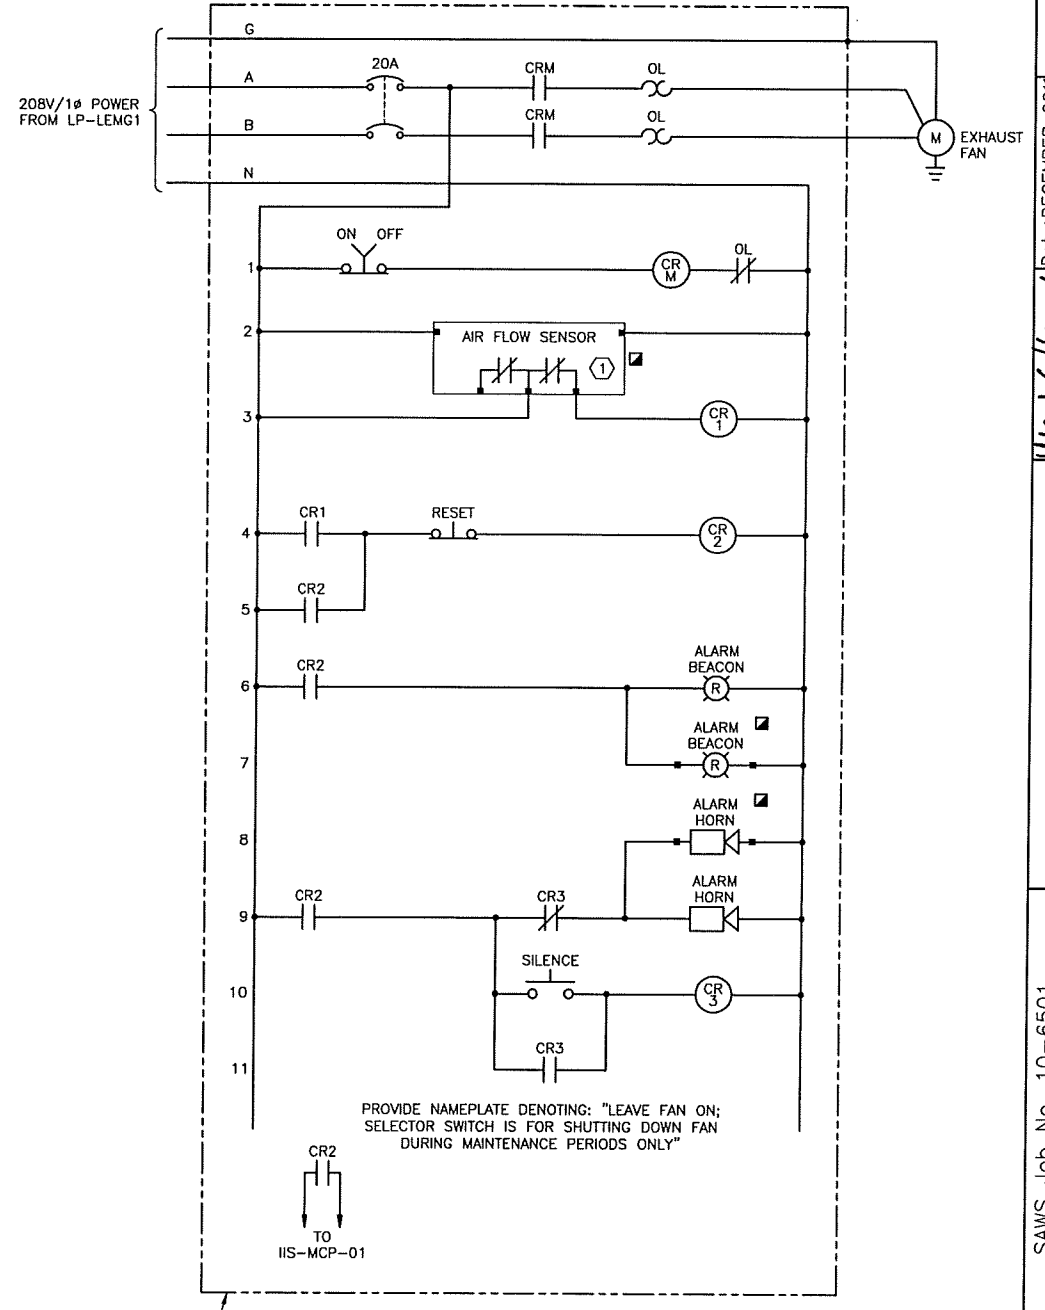 G
A
20A
CRM
OL
208V/1ø POWER
FROM LP-LEMG1
B
CRM
OL
M
EXHAUST
FAN
N
ON OFF
1
CR
M
OL
2
AIR FLOW SENSOR
1
3
CR
1
4
CR1
RESET
CR
2
5
CR2
6
CR2
ALARM
BEACON
R
7
ALARM
BEACON
R
8
ALARM
HORN
9
CR2
CR3
ALARM
HORN
10
SILENCE
CR
3
11
CR3
PROVIDE NAMEPLATE DENOTING: "LEAVE FAN ON;
SELECTOR SWITCH IS FOR SHUTTING DOWN FAN
DURING MAINTENANCE PERIODS ONLY"
CR2
TO
IIS-MCP-01
SAWS Job No. 10-6501